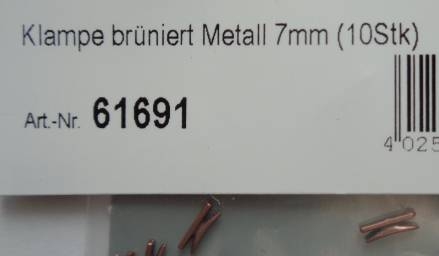 Klampe brüniert Metall 7mm (10Stk)
Art.-Nr. 61691
4 025